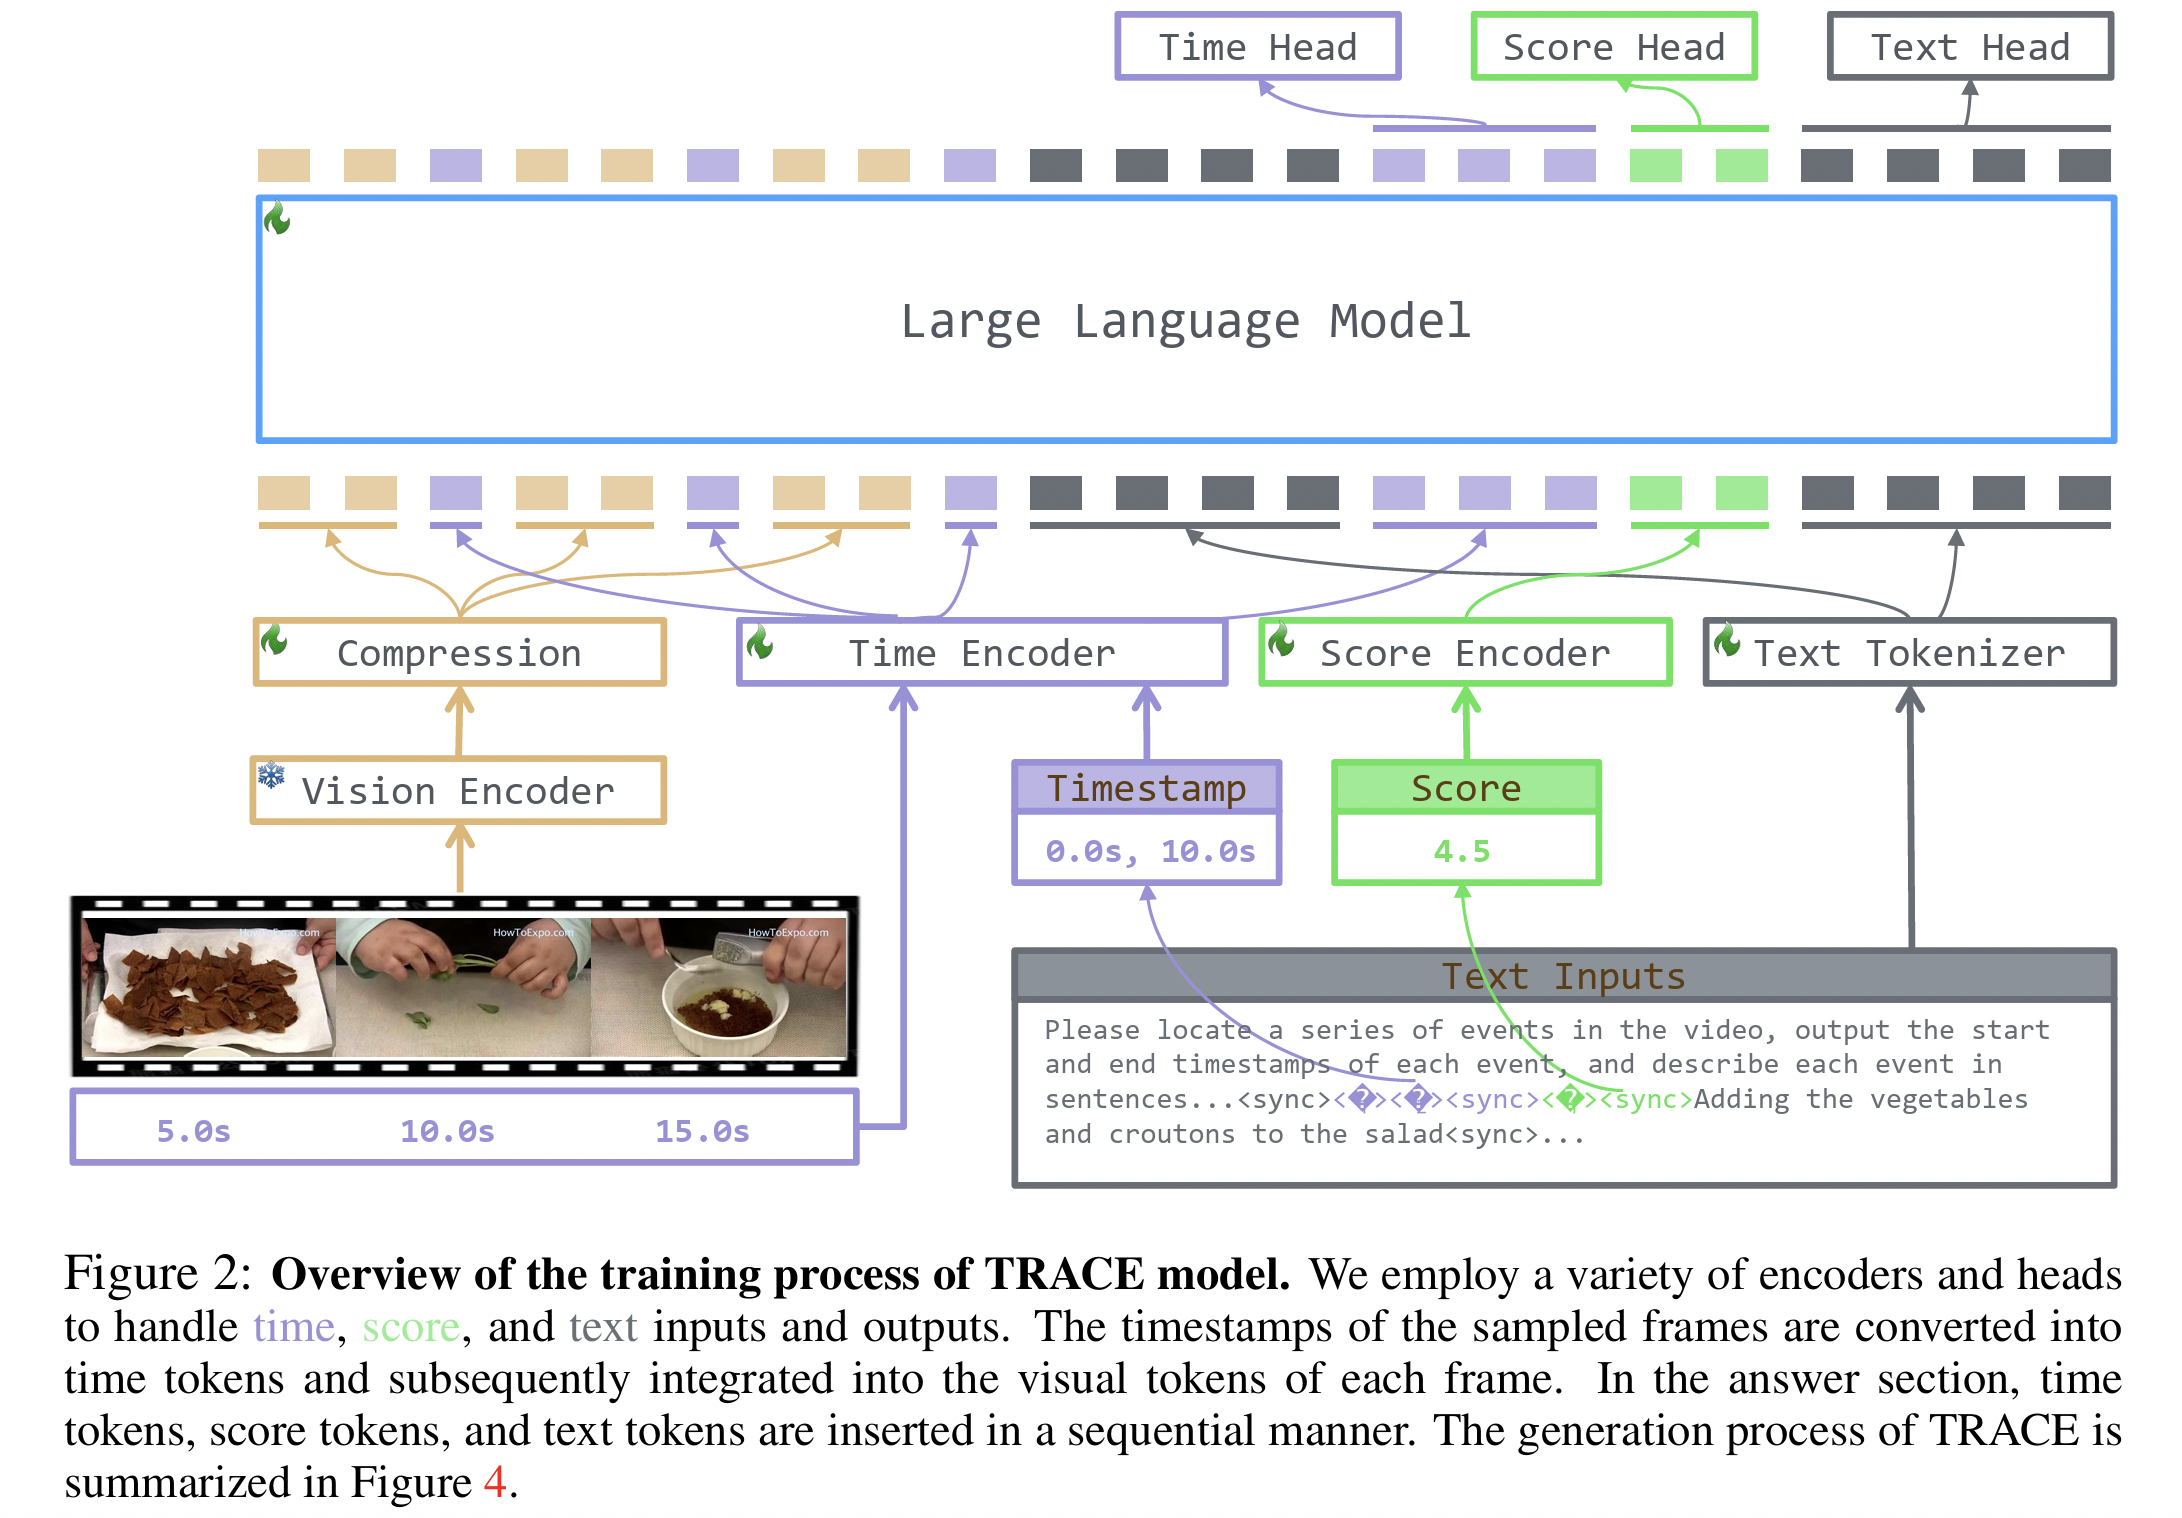 Time Head
Score Head
Text Head
Large Language Model
Compression
Time Encoder
Score Encoder
Text Tokenizer
Vision Encoder
Timestamp
0.0s, 10.0s
Score
4.5
HowToExpo.com
HowToExpo.com
HowToExpo.com
5.0s 10.0s 15.0s
Text Inputs
Please locate a series of events in the video, output the start
and end timestamps of each event, and describe each event in
sentences...<sync><�><�><sync><�><sync>Adding the vegetables
and croutons to the salad<sync>...
Figure 2: Overview of the training process of TRACE model. We employ a variety of encoders and heads
to handle time, score, and text inputs and outputs. The timestamps of the sampled frames are converted into
time tokens and subsequently integrated into the visual tokens of each frame. In the answer section, time
tokens, score tokens, and text tokens are inserted in a sequential manner. The generation process of TRACE is
summarized in Figure 4.